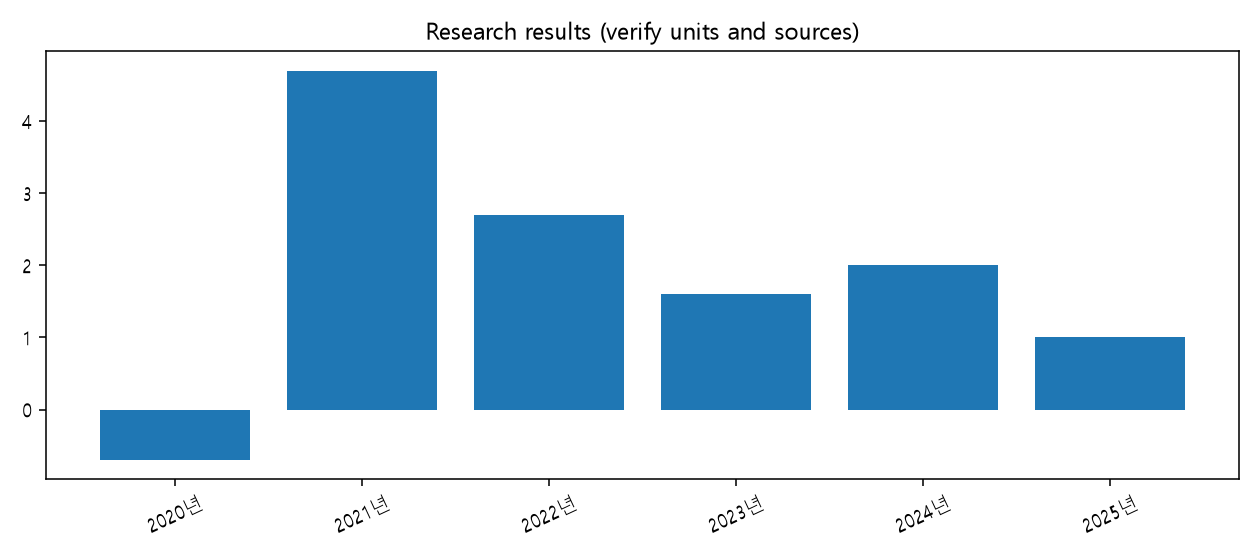 Research results (verify units and sources)
4
3
2
1
0
2020년
2021년
2022년
2023년
2024년
2025년